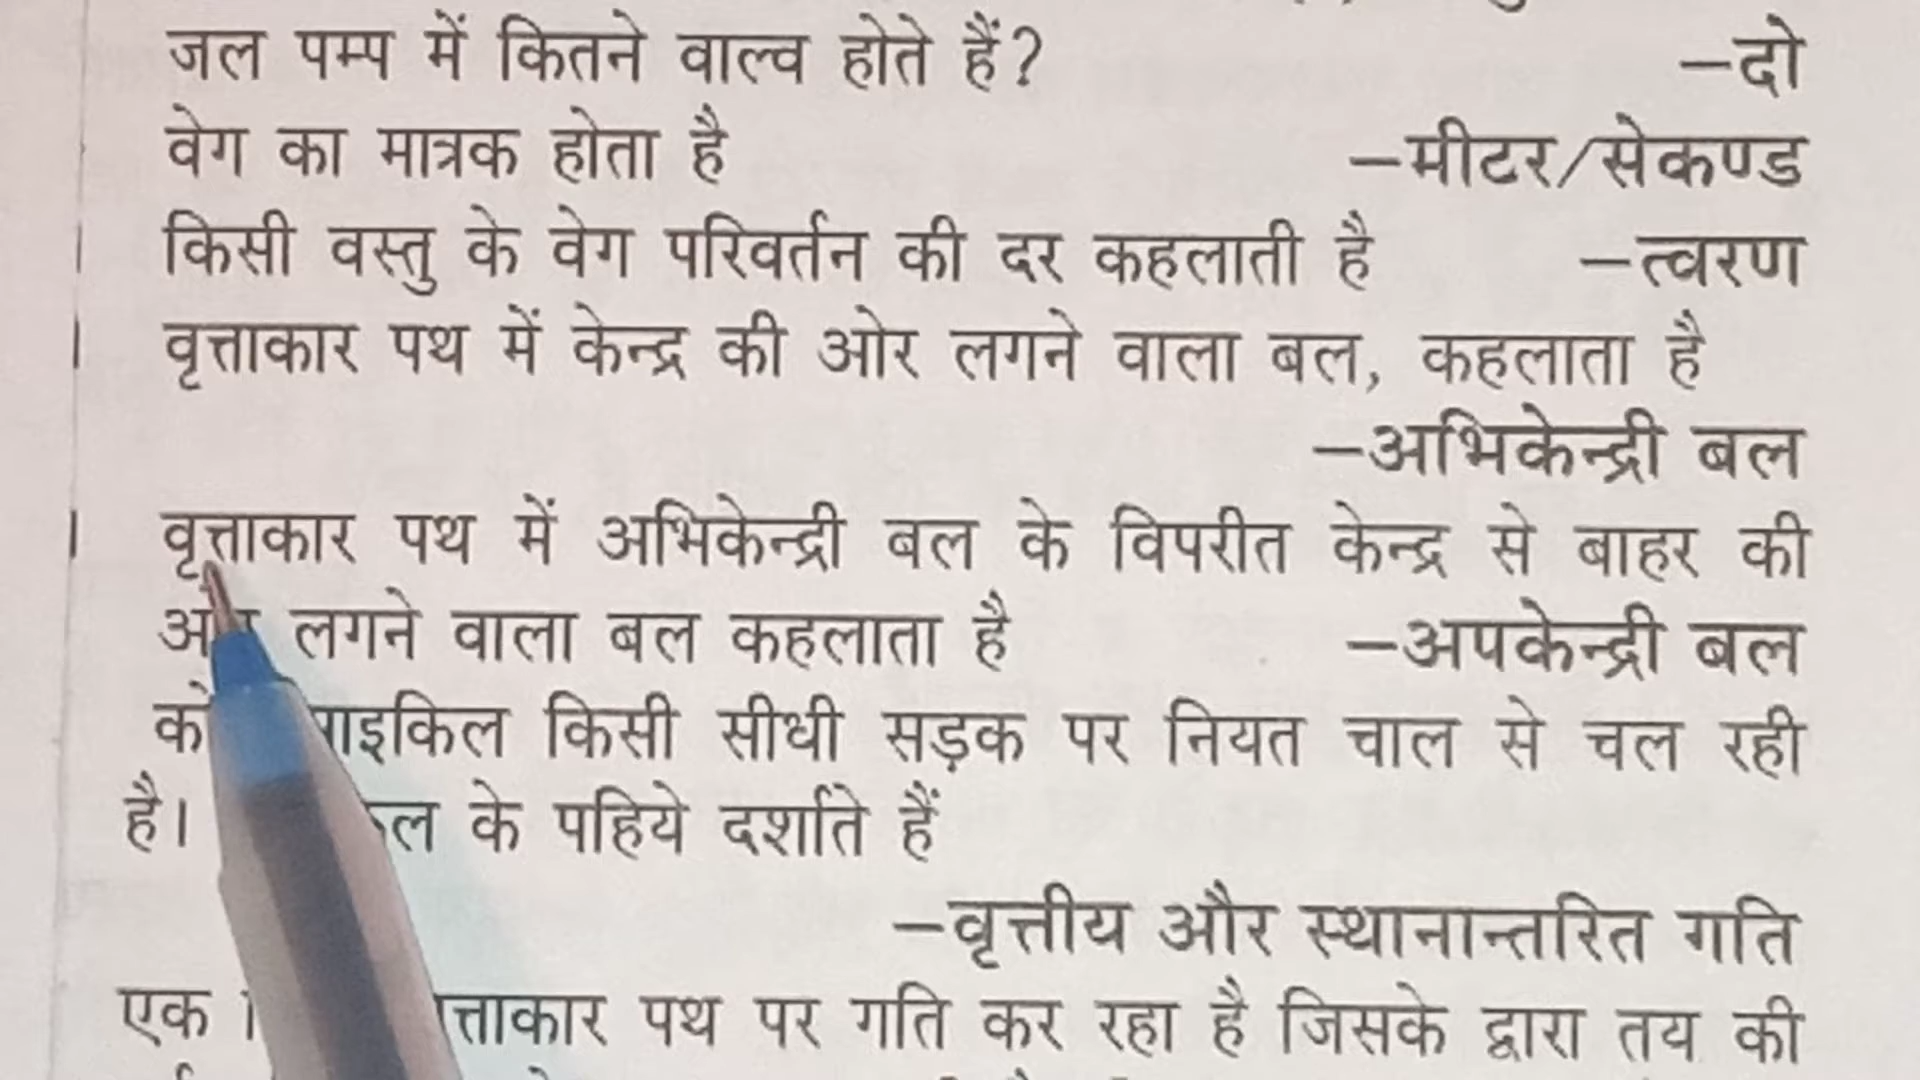 जल पम्प में कितने वाल्व होते हैं? –दो
वेग का मात्रक होता है –मीटर/सेकण्ड
किसी वस्तु के वेग परिवर्तन की दर कहलाती है –त्वरण
वृत्ताकार पथ में केन्द्र की ओर लगने वाला बल, कहलाता है
–अभिकेन्द्री बल
वृत्ताकार पथ में अभिकेन्द्री बल के विपरीत केन्द्र से बाहर की
लगने वाला बल कहलाता है –अपकेन्द्री बल
किसी सीधी सड़क पर नियत चाल से चल रही
है। के पहिये दर्शाते हैं
–वृत्तीय और स्थानान्तरित गति
एक पथ पर गति कर रहा है जिसके द्वारा तय की